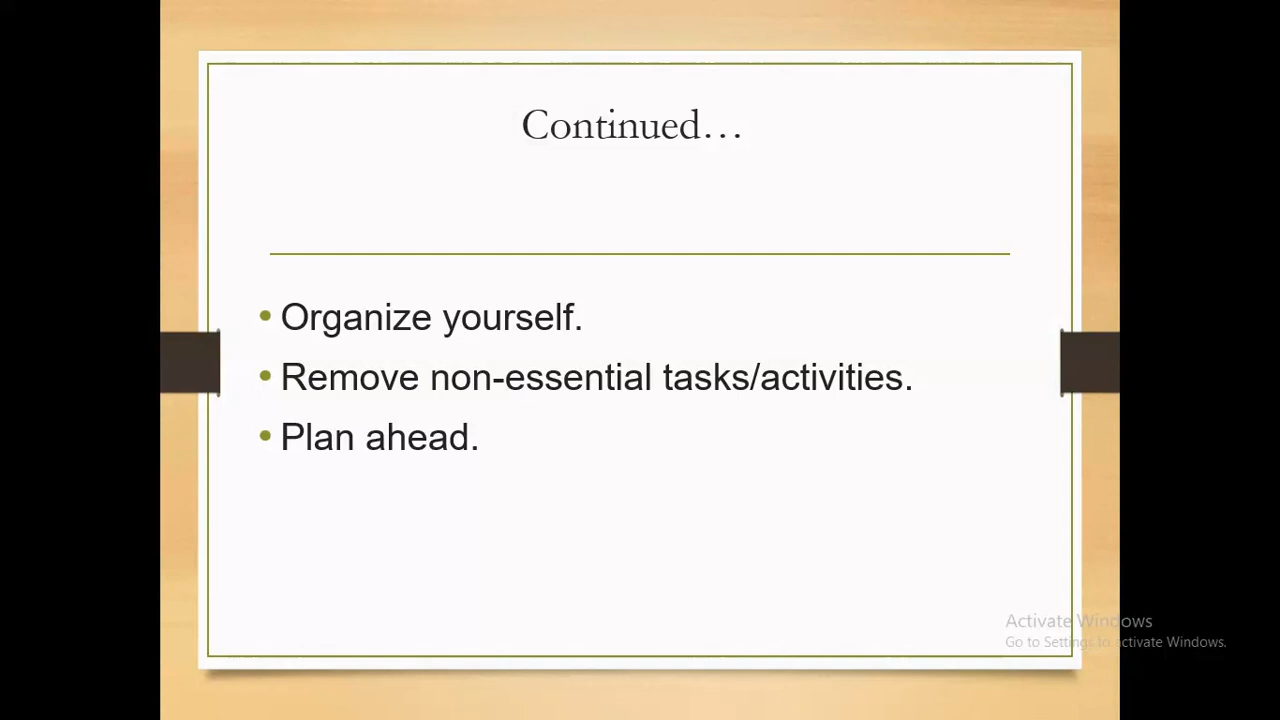 Continued…
• Organize yourself.
• Remove non-essential tasks/activities.
• Plan ahead.
Activate Windows
Go to Settings to activate Windows.